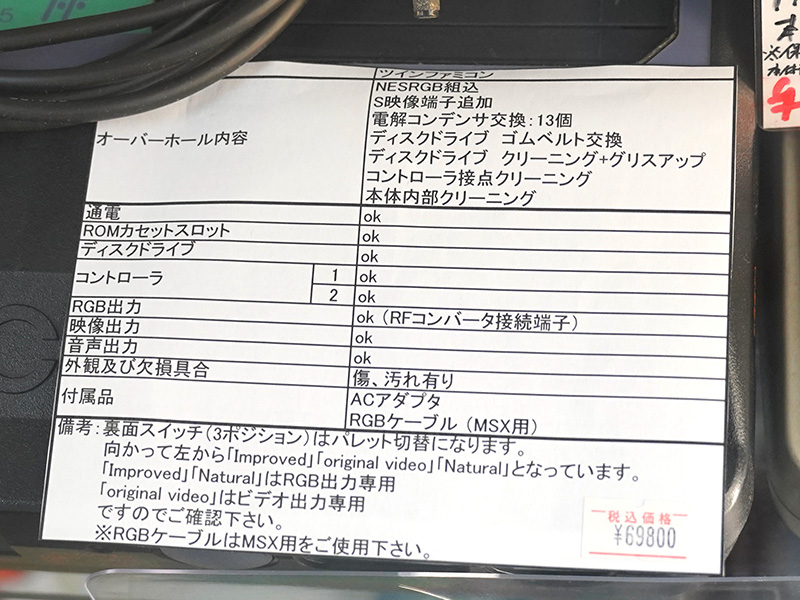 ツインファミコン
オーバーホール内容
NESRGB組込
S映像端子追加
電解コンデンサ交換：13個
ディスクドライブ ゴムベルト交換
ディスクドライブ クリーニング+グリスアップ
コントローラ接点クリーニング
本体内部クリーニング
通電 ok
ROMカセットスロット ok
ディスクドライブ ok
コントローラ 1 ok
2 ok
RGB出力 ok（RFコンバータ接続端子）
映像出力 ok
音声出力 ok
外観及び欠損具合 傷、汚れ有り
付属品 ACアダプタ
RGBケーブル（MSX用）
備考：裏面スイッチ（3ポジション）はパレット切替になります。
向かって左から「Improved」「original video」「Natural」となっています。
「Improved」「Natural」はRGB出力専用
「original video」はビデオ出力専用
ですのでご確認下さい。
※RGBケーブルはMSX用をご使用下さい。
税込価格
¥69800